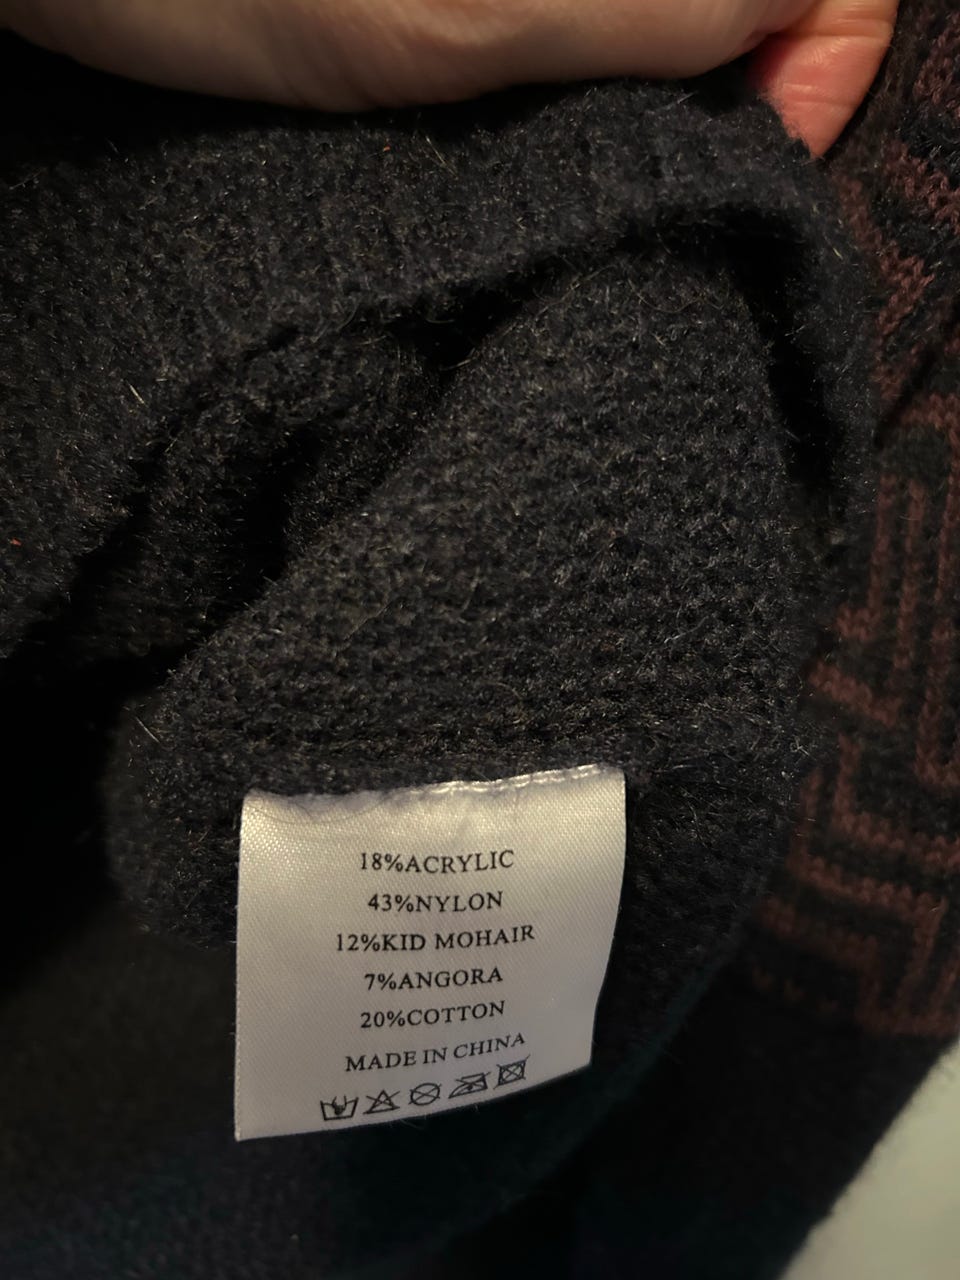 18%ACRYLIC
43%NYLON
12%KID MOHAIR
7%ANGORA
20%COTTON
MADE IN CHINA